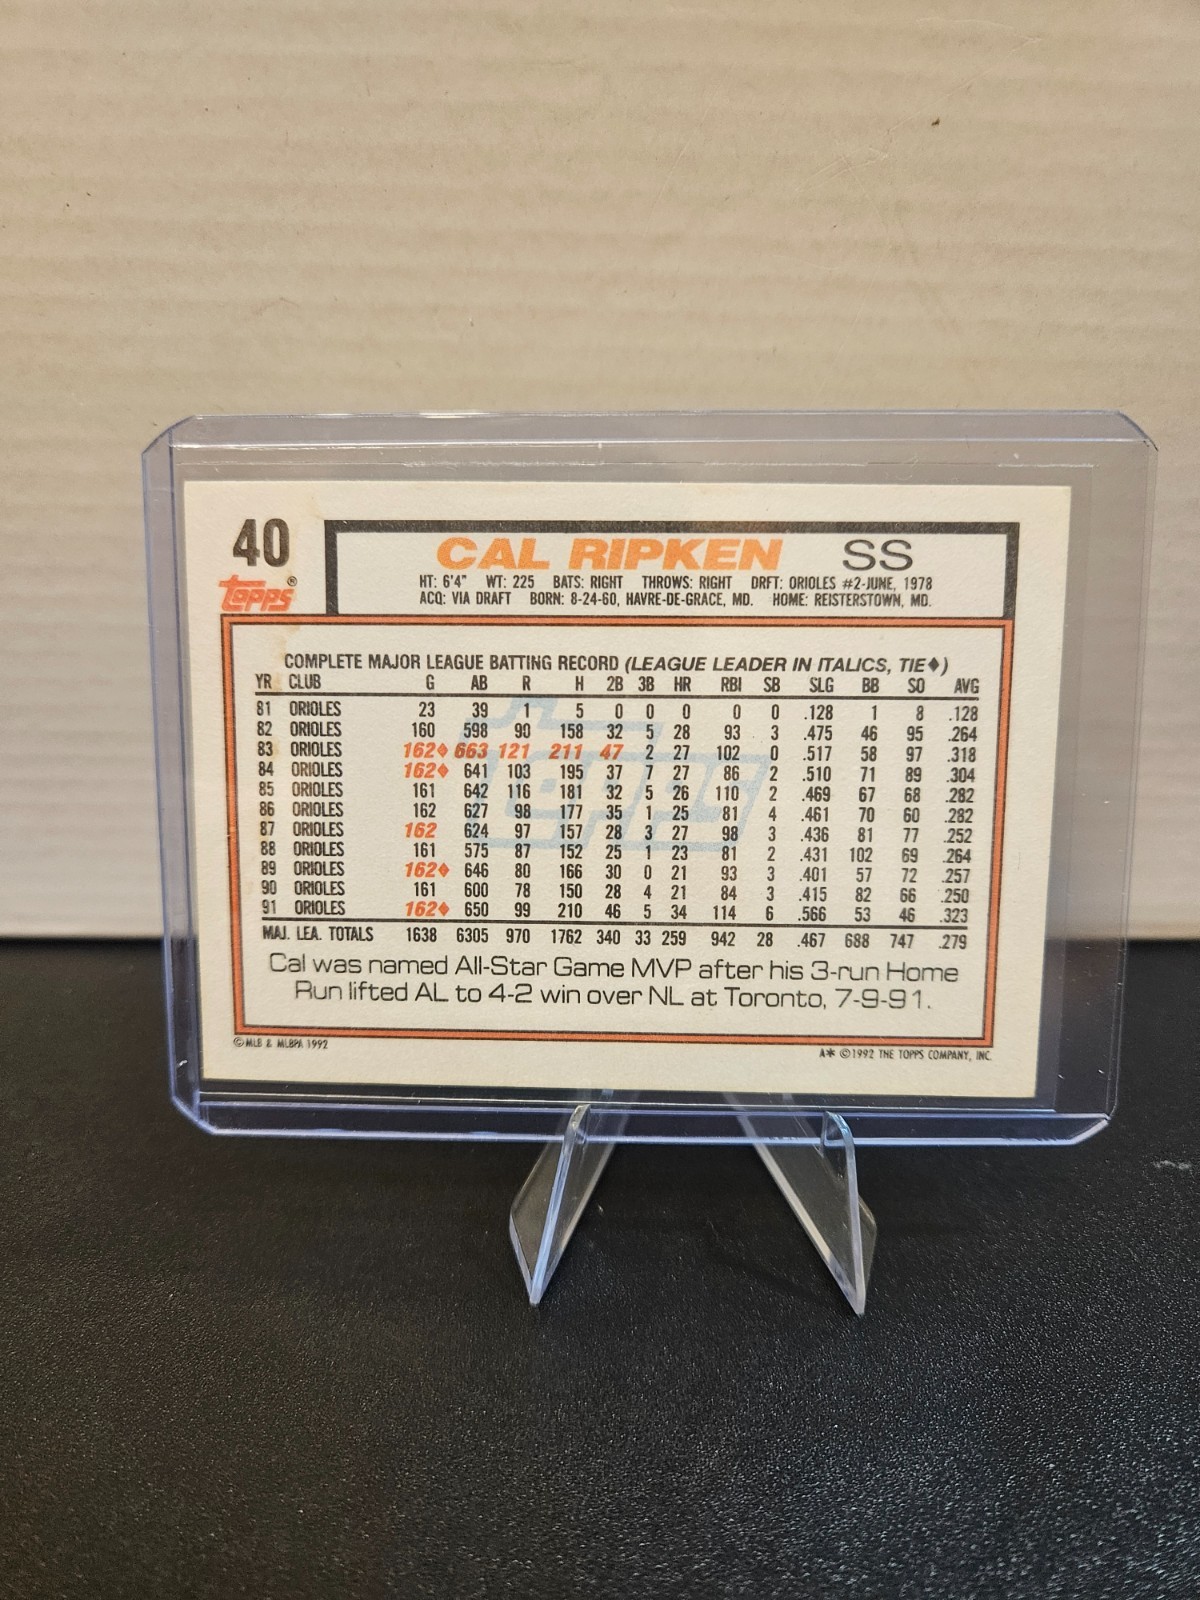 40
Topps®
CAL RIPKEN SS
HT: 6'4" WT: 225 BATS: RIGHT THROWS: RIGHT DRFT: ORIOLES #2-JUNE, 1978
ACQ: VIA DRAFT BORN: 8-24-60, HAVRE-DE-GRACE, MD. HOME: REISTERSTOWN, MD.
COMPLETE MAJOR LEAGUE BATTING RECORD (LEAGUE LEADER IN ITALICS, TIE♦)
YR CLUB G AB R H 2B 3B HR RBI SB SLG BB SO AVG
81 ORIOLES 23 39 1 5 0 0 0 0 0 .128 1 8 .128
82 ORIOLES 160 598 90 158 32 5 28 93 3 .475 46 95 .264
83 ORIOLES 162♦ 663 121 211 47 2 27 102 0 .517 58 97 .318
84 ORIOLES 162♦ 641 103 195 37 7 27 86 2 .510 71 89 .304
85 ORIOLES 161 642 116 181 32 5 26 110 2 .469 67 68 .282
86 ORIOLES 162 627 98 177 35 1 25 81 4 .461 70 60 .282
87 ORIOLES 162 624 97 157 28 3 27 98 3 .436 81 77 .252
88 ORIOLES 161 575 87 152 25 1 23 81 2 .431 102 69 .264
89 ORIOLES 162♦ 646 80 166 30 0 21 93 3 .401 57 72 .257
90 ORIOLES 161 600 78 150 28 4 21 84 3 .415 82 66 .250
91 ORIOLES 162♦ 650 99 210 46 5 34 114 6 .566 53 46 .323
MAJ. LEA. TOTALS 1638 6305 970 1762 340 33 259 942 28 .467 688 747 .279
Topps
Cal was named All-Star Game MVP after his 3-run Home
Run lifted AL to 4-2 win over NL at Toronto, 7-9-91.
©MLB & MLBPA 1992
A* ©1992 THE TOPPS COMPANY, INC.